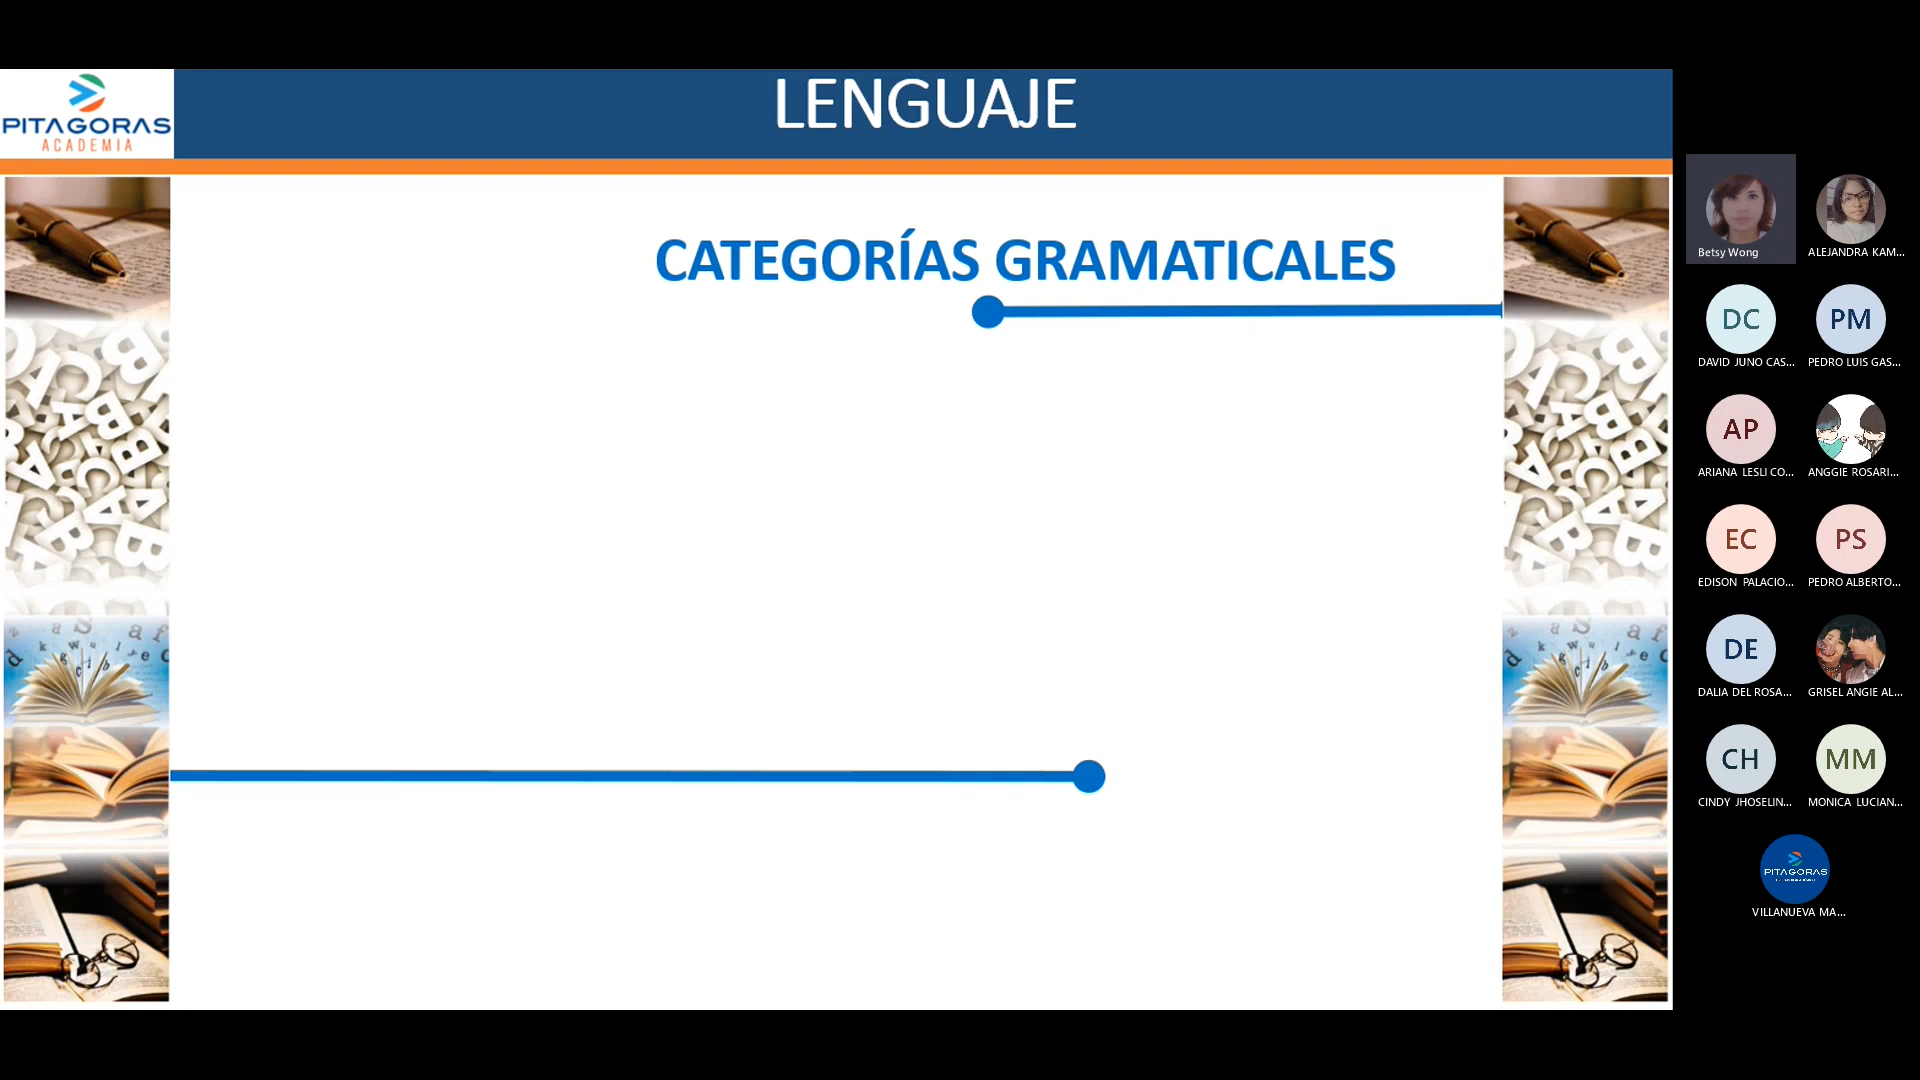 PITAGORAS
ACADEMIA
LENGUAJE
CATEGORÍAS GRAMATICALES
Betsy Wong
ALEJANDRA KAM...
DC
DAVID JUNO CAS...
PM
PEDRO LUIS GAS...
AP
ARIANA LESLI CO...
ANGGIE ROSARI...
EC
EDISON PALACIO...
PS
PEDRO ALBERTO...
DE
DALIA DEL ROSA...
GRISEL ANGIE AL...
CH
CINDY JHOSELIN...
MM
MONICA LUCIAN...
PITAGORAS
VILLANUEVA MA...